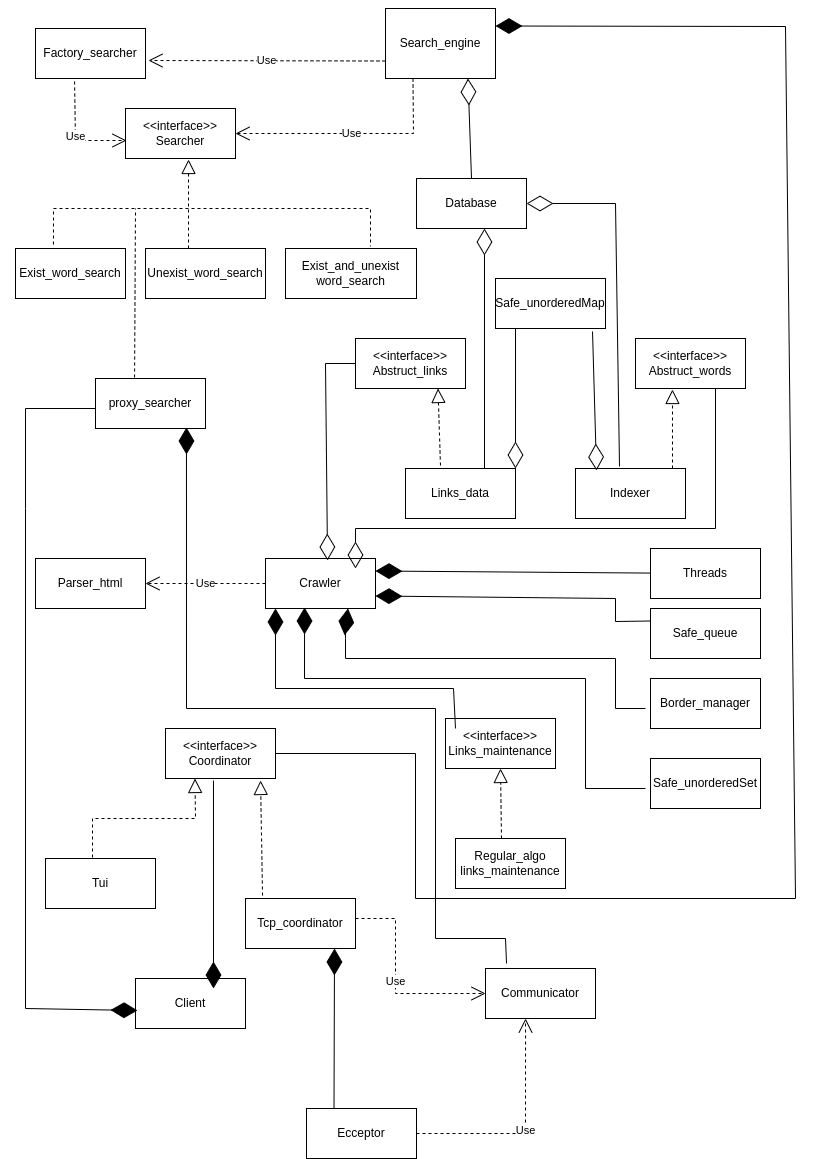 Search_engine
Factory_searcher
Use
<<interface>>
Searcher
Use
Use
Database
Exist_word_search
Unexist_word_search
Exist_and_unexist
word_search
Safe_unorderedMap
<<interface>>
Abstruct_links
<<interface>>
Abstruct_words
proxy_searcher
Links_data
Indexer
Parser_html
Use
Crawler
Threads
Safe_queue
Border_manager
<<interface>>
Links_maintenance
<<interface>>
Coordinator
Safe_unorderedSet
Regular_algo
links_maintenance
Tui
Tcp_coordinator
Use
Client
Communicator
Ecceptor
Use